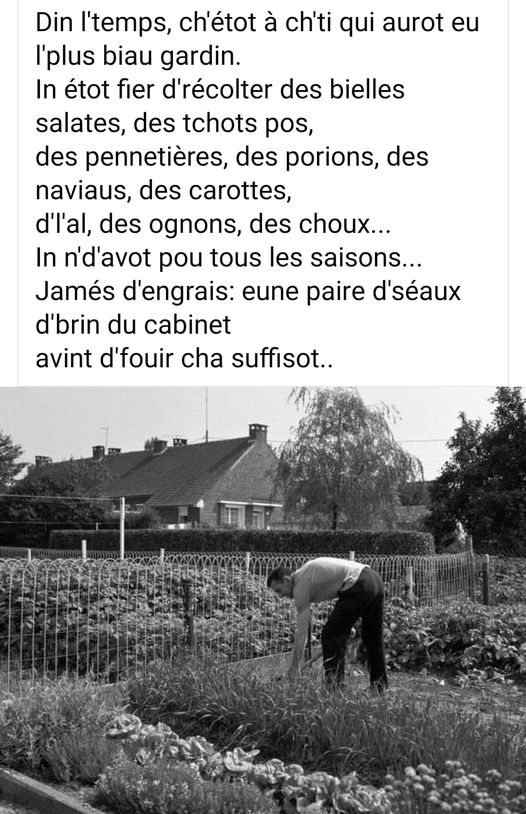 Din l'temps, ch'étot à ch'ti qui aurot eu
l'plus biau gardin.
In étot fier d'récolter des bielles
salates, des tchots pos,
des pennetières, des porions, des
naviaus, des carottes,
d'l'al, des ognons, des choux...
In n'd'avot pou tous les saisons...
Jamés d'engrais: eune paire d'séaux
d'brin du cabinet
avint d'fouir cha suffisot..